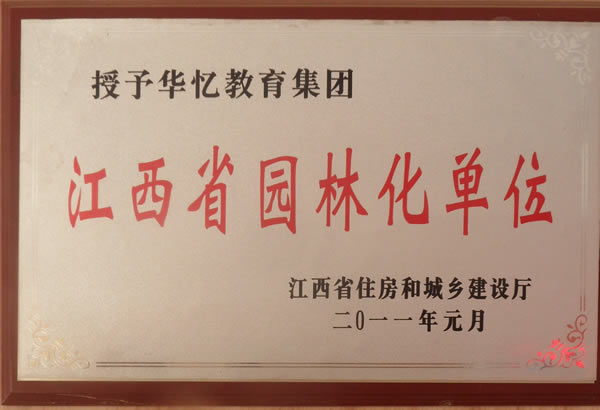 授予华忆教育集团
江西省园林化单位
江西省住房和城乡建设厅
二0一一年元月